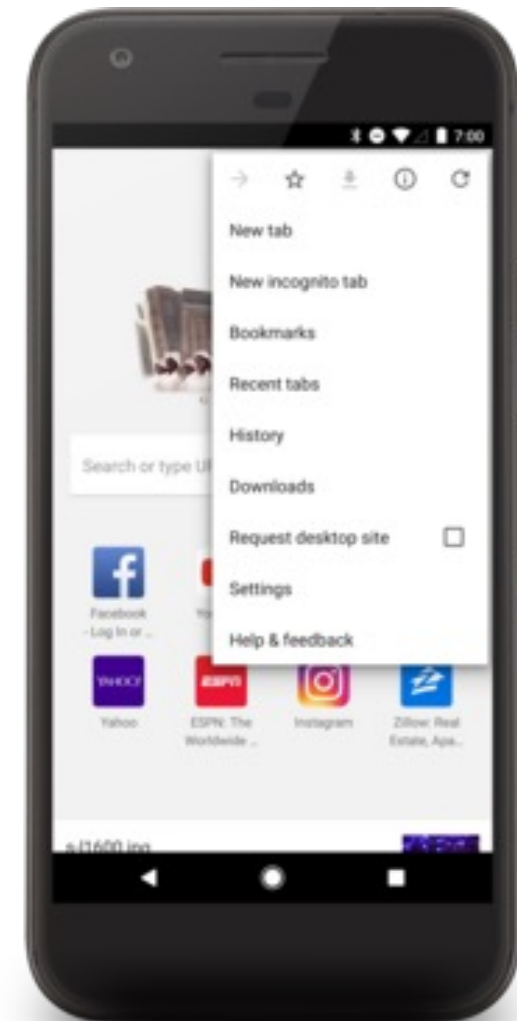 7:00
New tab
New incognito tab
Bookmarks
Recent tabs
History
Downloads
Request desktop site
Settings
Help & feedback
Search or type
Facebook
- Log In or ...
YAHOO!
Yahoo
ESPN
ESPN: The
Worldwide ...
Instagram
Zillow: Real
Estate, Apa...